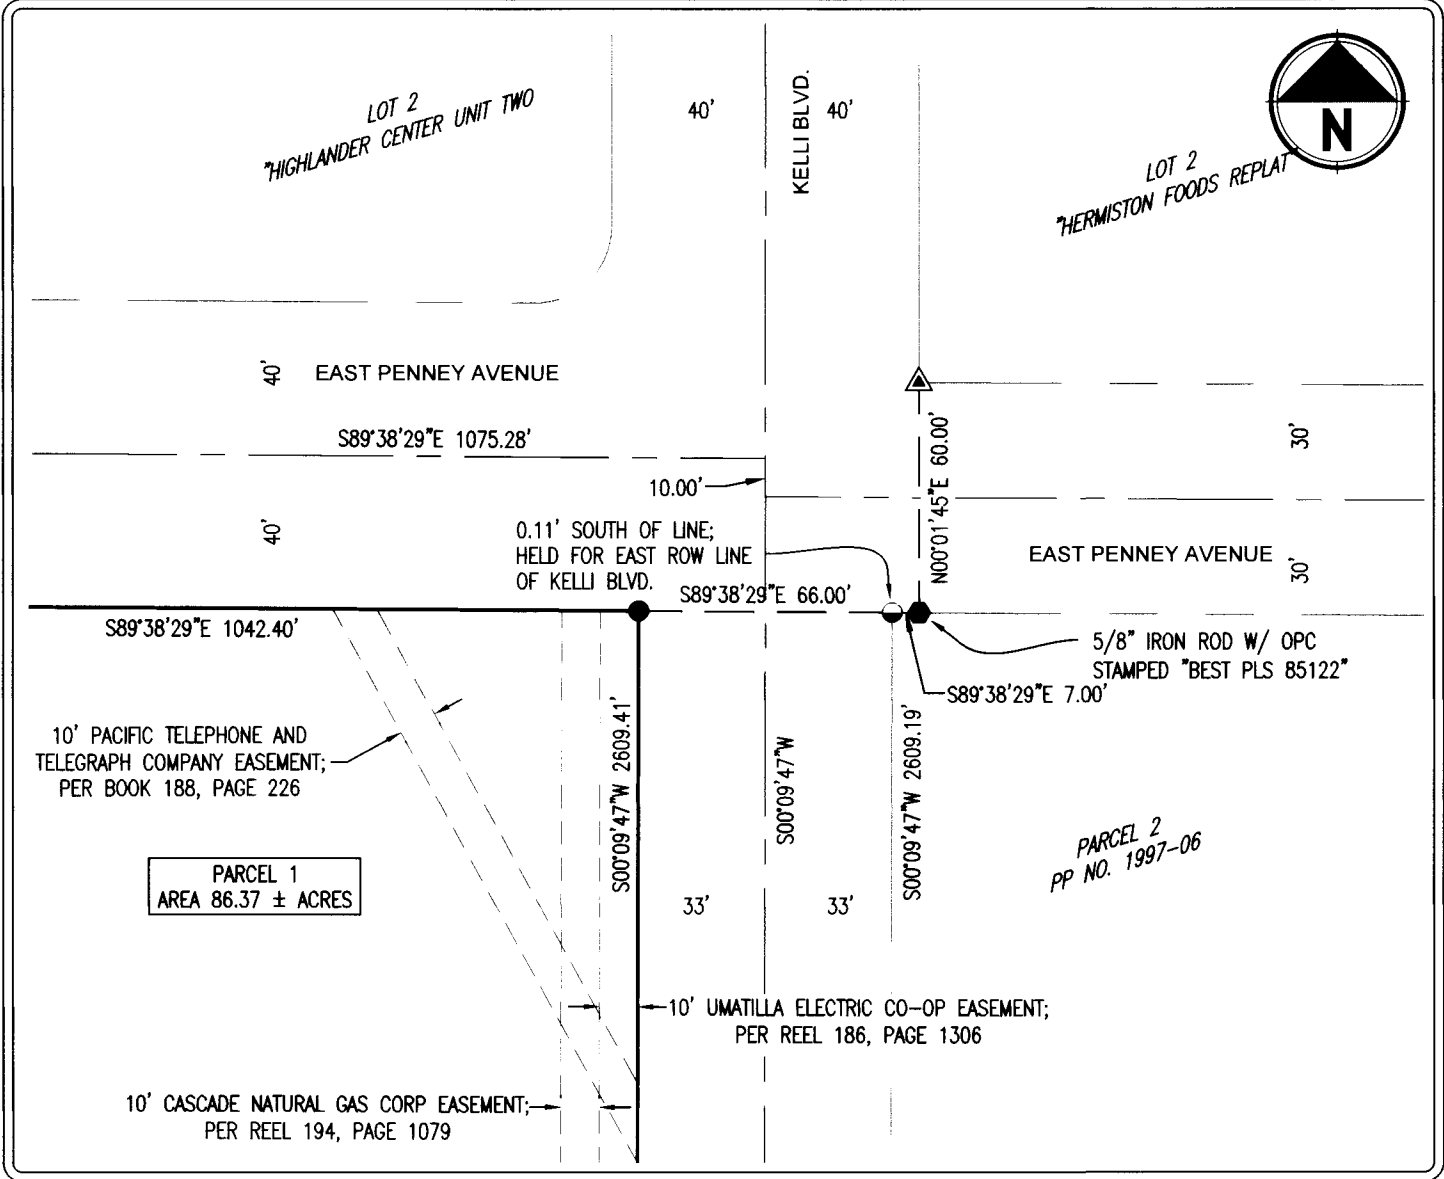 LOT 2
"HIGHLANDER CENTER UNIT TWO
40'
KELLI BLVD.
40'
LOT 2
"HERMISTON FOODS REPLAT"
N
40'
EAST PENNEY AVENUE
S89°38'29"E 1075.28'
10.00'
40'
0.11' SOUTH OF LINE;
HELD FOR EAST ROW LINE
OF KELLI BLVD.
N00°01'45"E 60.00'
30'
EAST PENNEY AVENUE
30'
S89°38'29"E 66.00'
S89°38'29"E 1042.40'
5/8" IRON ROD W/ OPC
STAMPED "BEST PLS 85122"
S89°38'29"E 7.00'
10' PACIFIC TELEPHONE AND
TELEGRAPH COMPANY EASEMENT;
PER BOOK 188, PAGE 226
S00°09'47"W 2609.41'
S00°09'47"W
S00°09'47"W 2609.19'
PARCEL 2
PP NO. 1997-06
PARCEL 1
AREA 86.37 ± ACRES
33'
33'
10' UMATILLA ELECTRIC CO-OP EASEMENT;
PER REEL 186, PAGE 1306
10' CASCADE NATURAL GAS CORP EASEMENT;
PER REEL 194, PAGE 1079